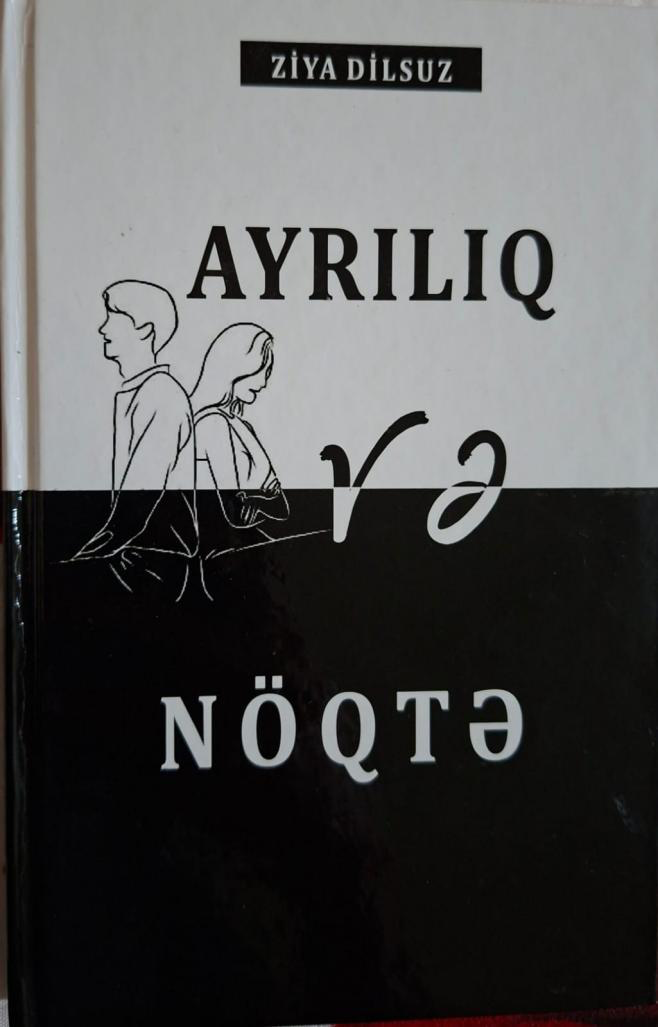 ZİYA DİLSUZ
AYRILIQ
və
NÖQTƏ